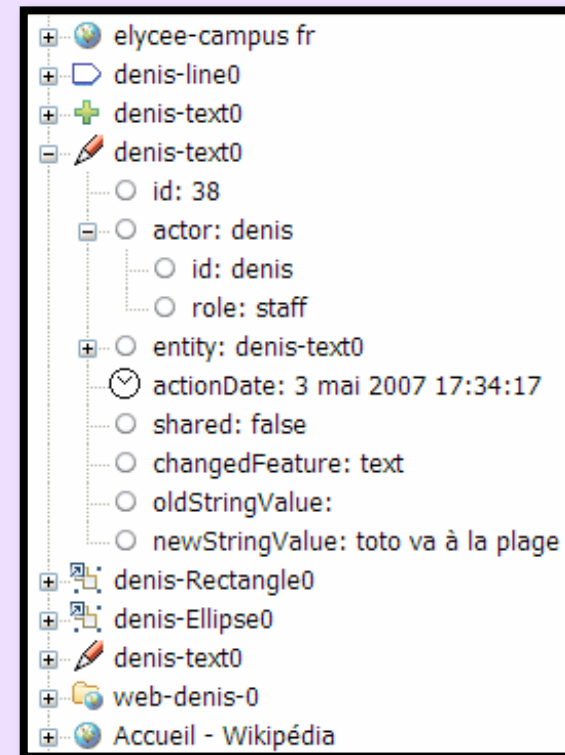 elycee-campus fr
denis-line0
denis-text0
denis-text0
id: 38
actor: denis
id: denis
role: staff
entity: denis-text0
actionDate: 3 mai 2007 17:34:17
shared: false
changedFeature: text
oldStringValue:
newStringValue: toto va à la plage
denis-Rectangle0
denis-Ellipse0
denis-text0
web-denis-0
Accueil - Wikipédia